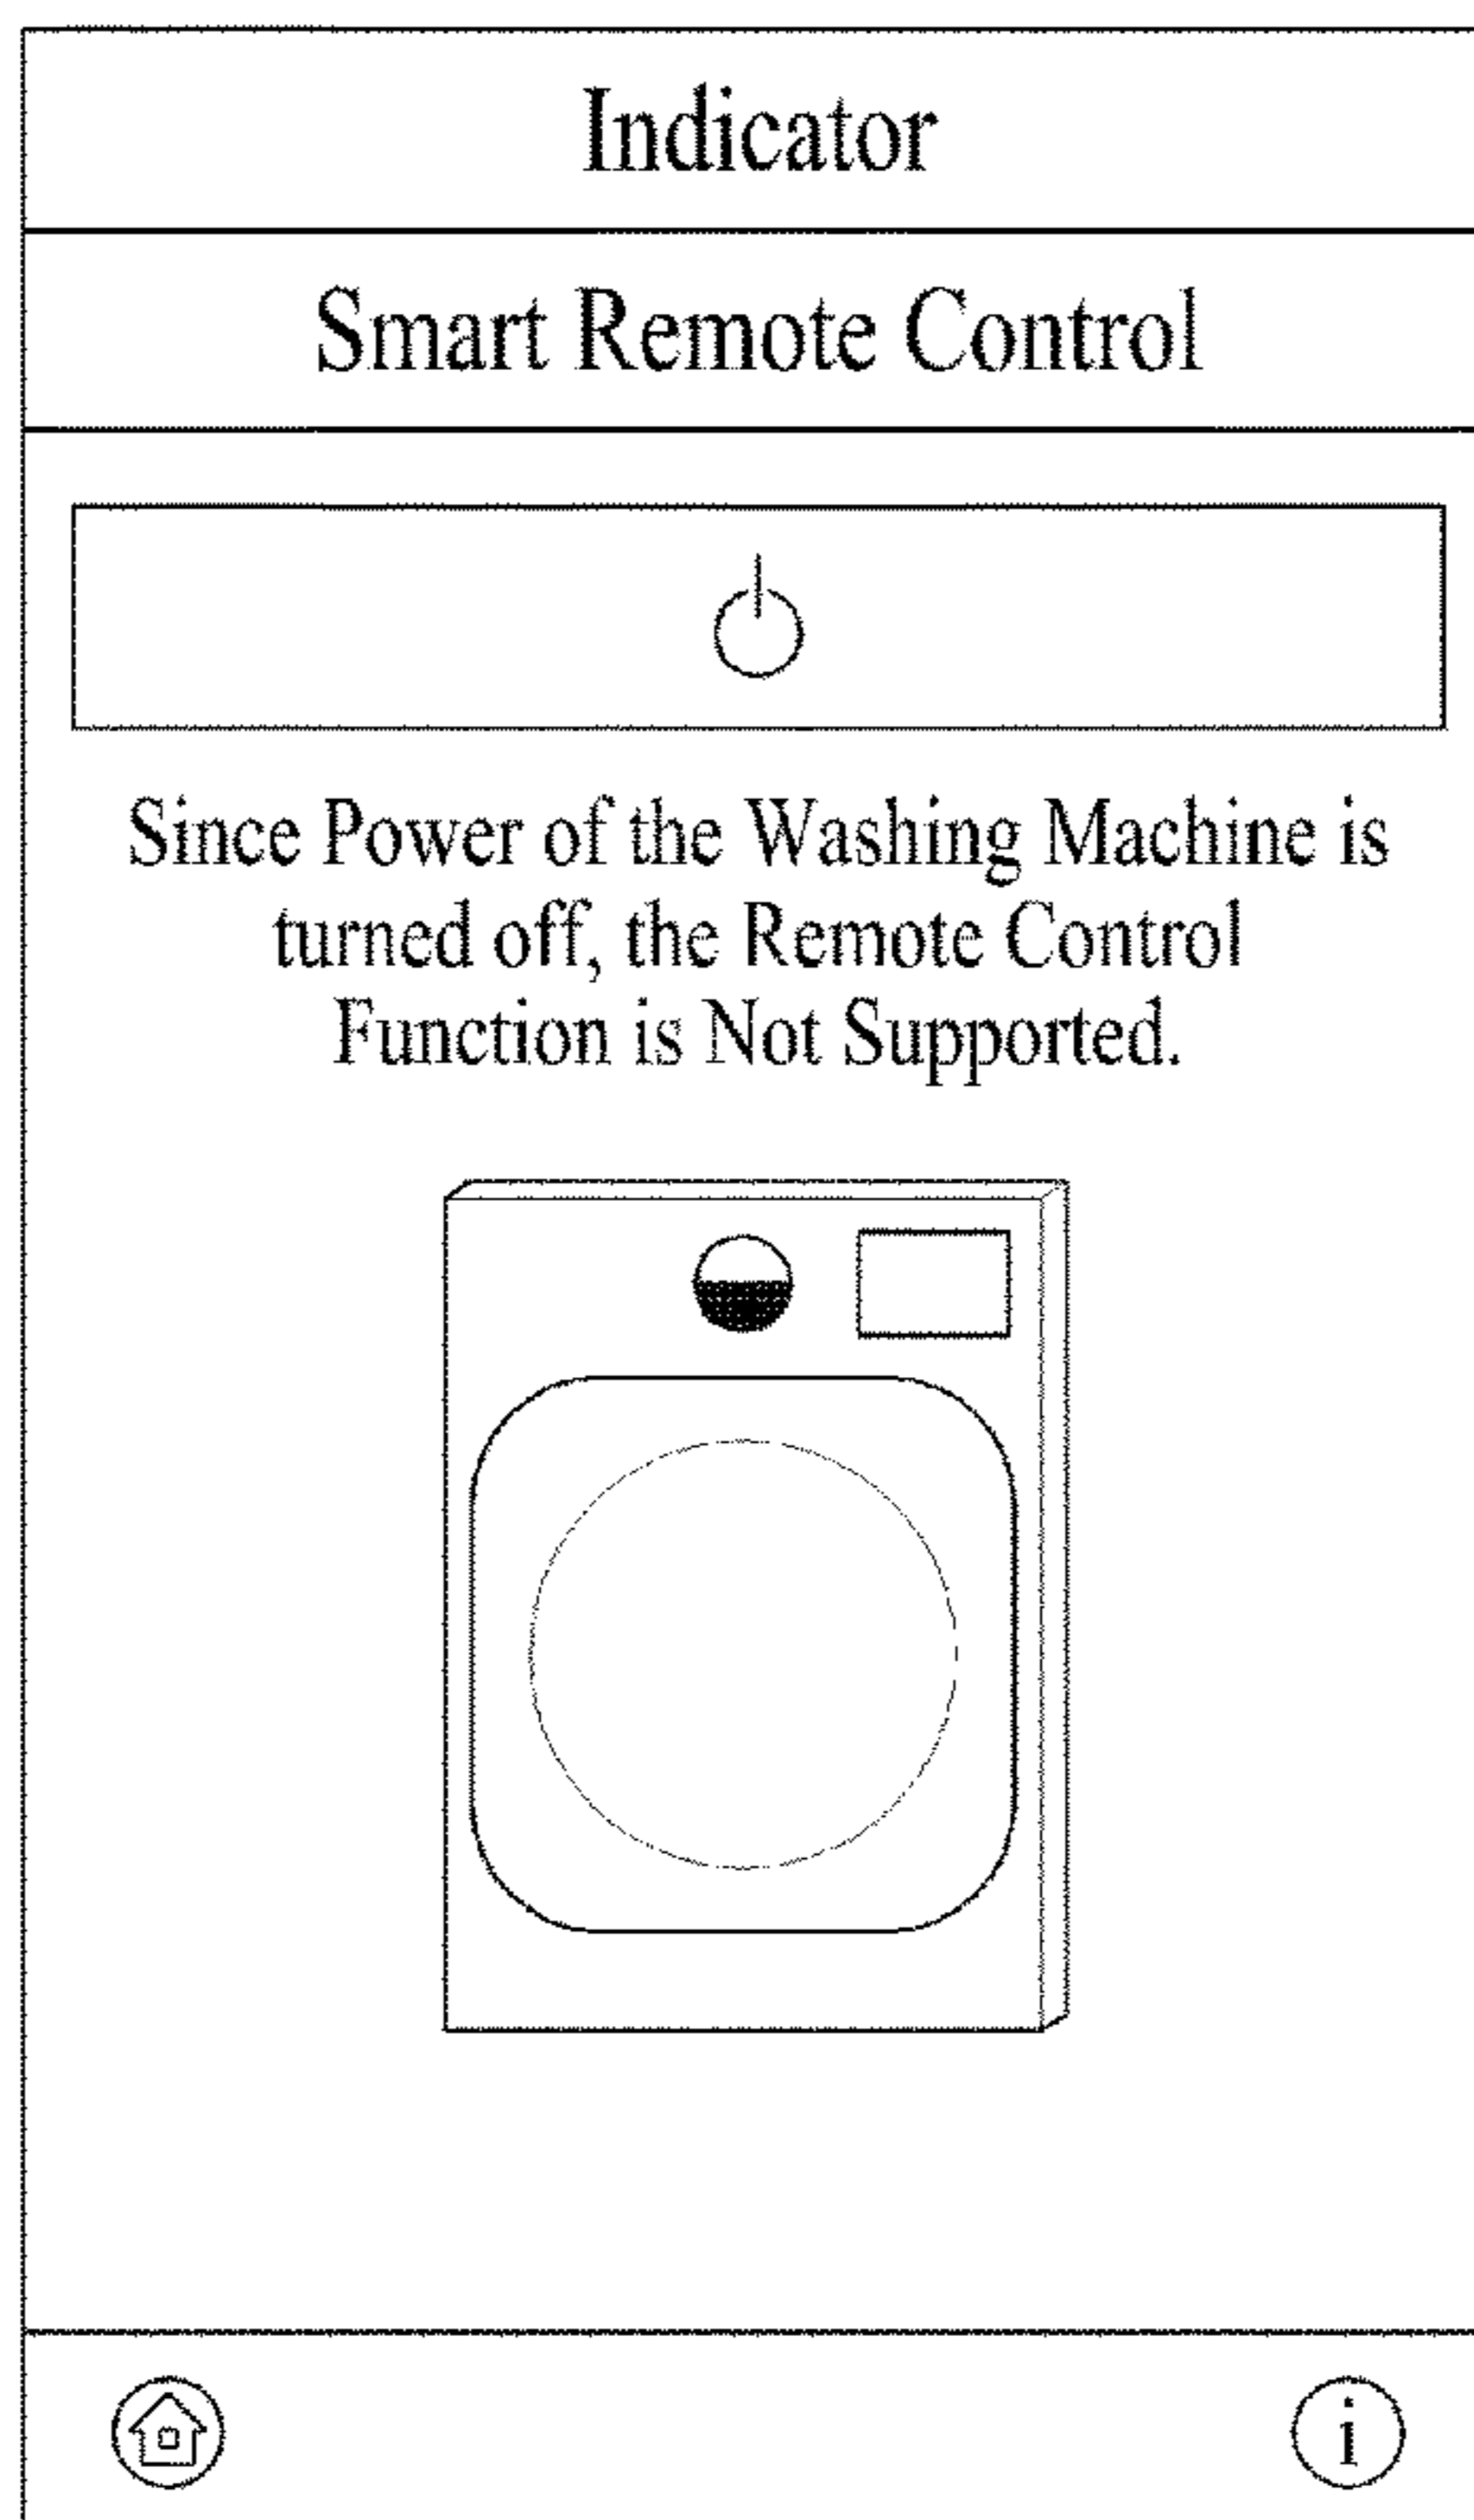 Indicator
Smart Remote Control
Since Power of the Washing Machine is
turned off, the Remote Control
Function is Not Supported.
i